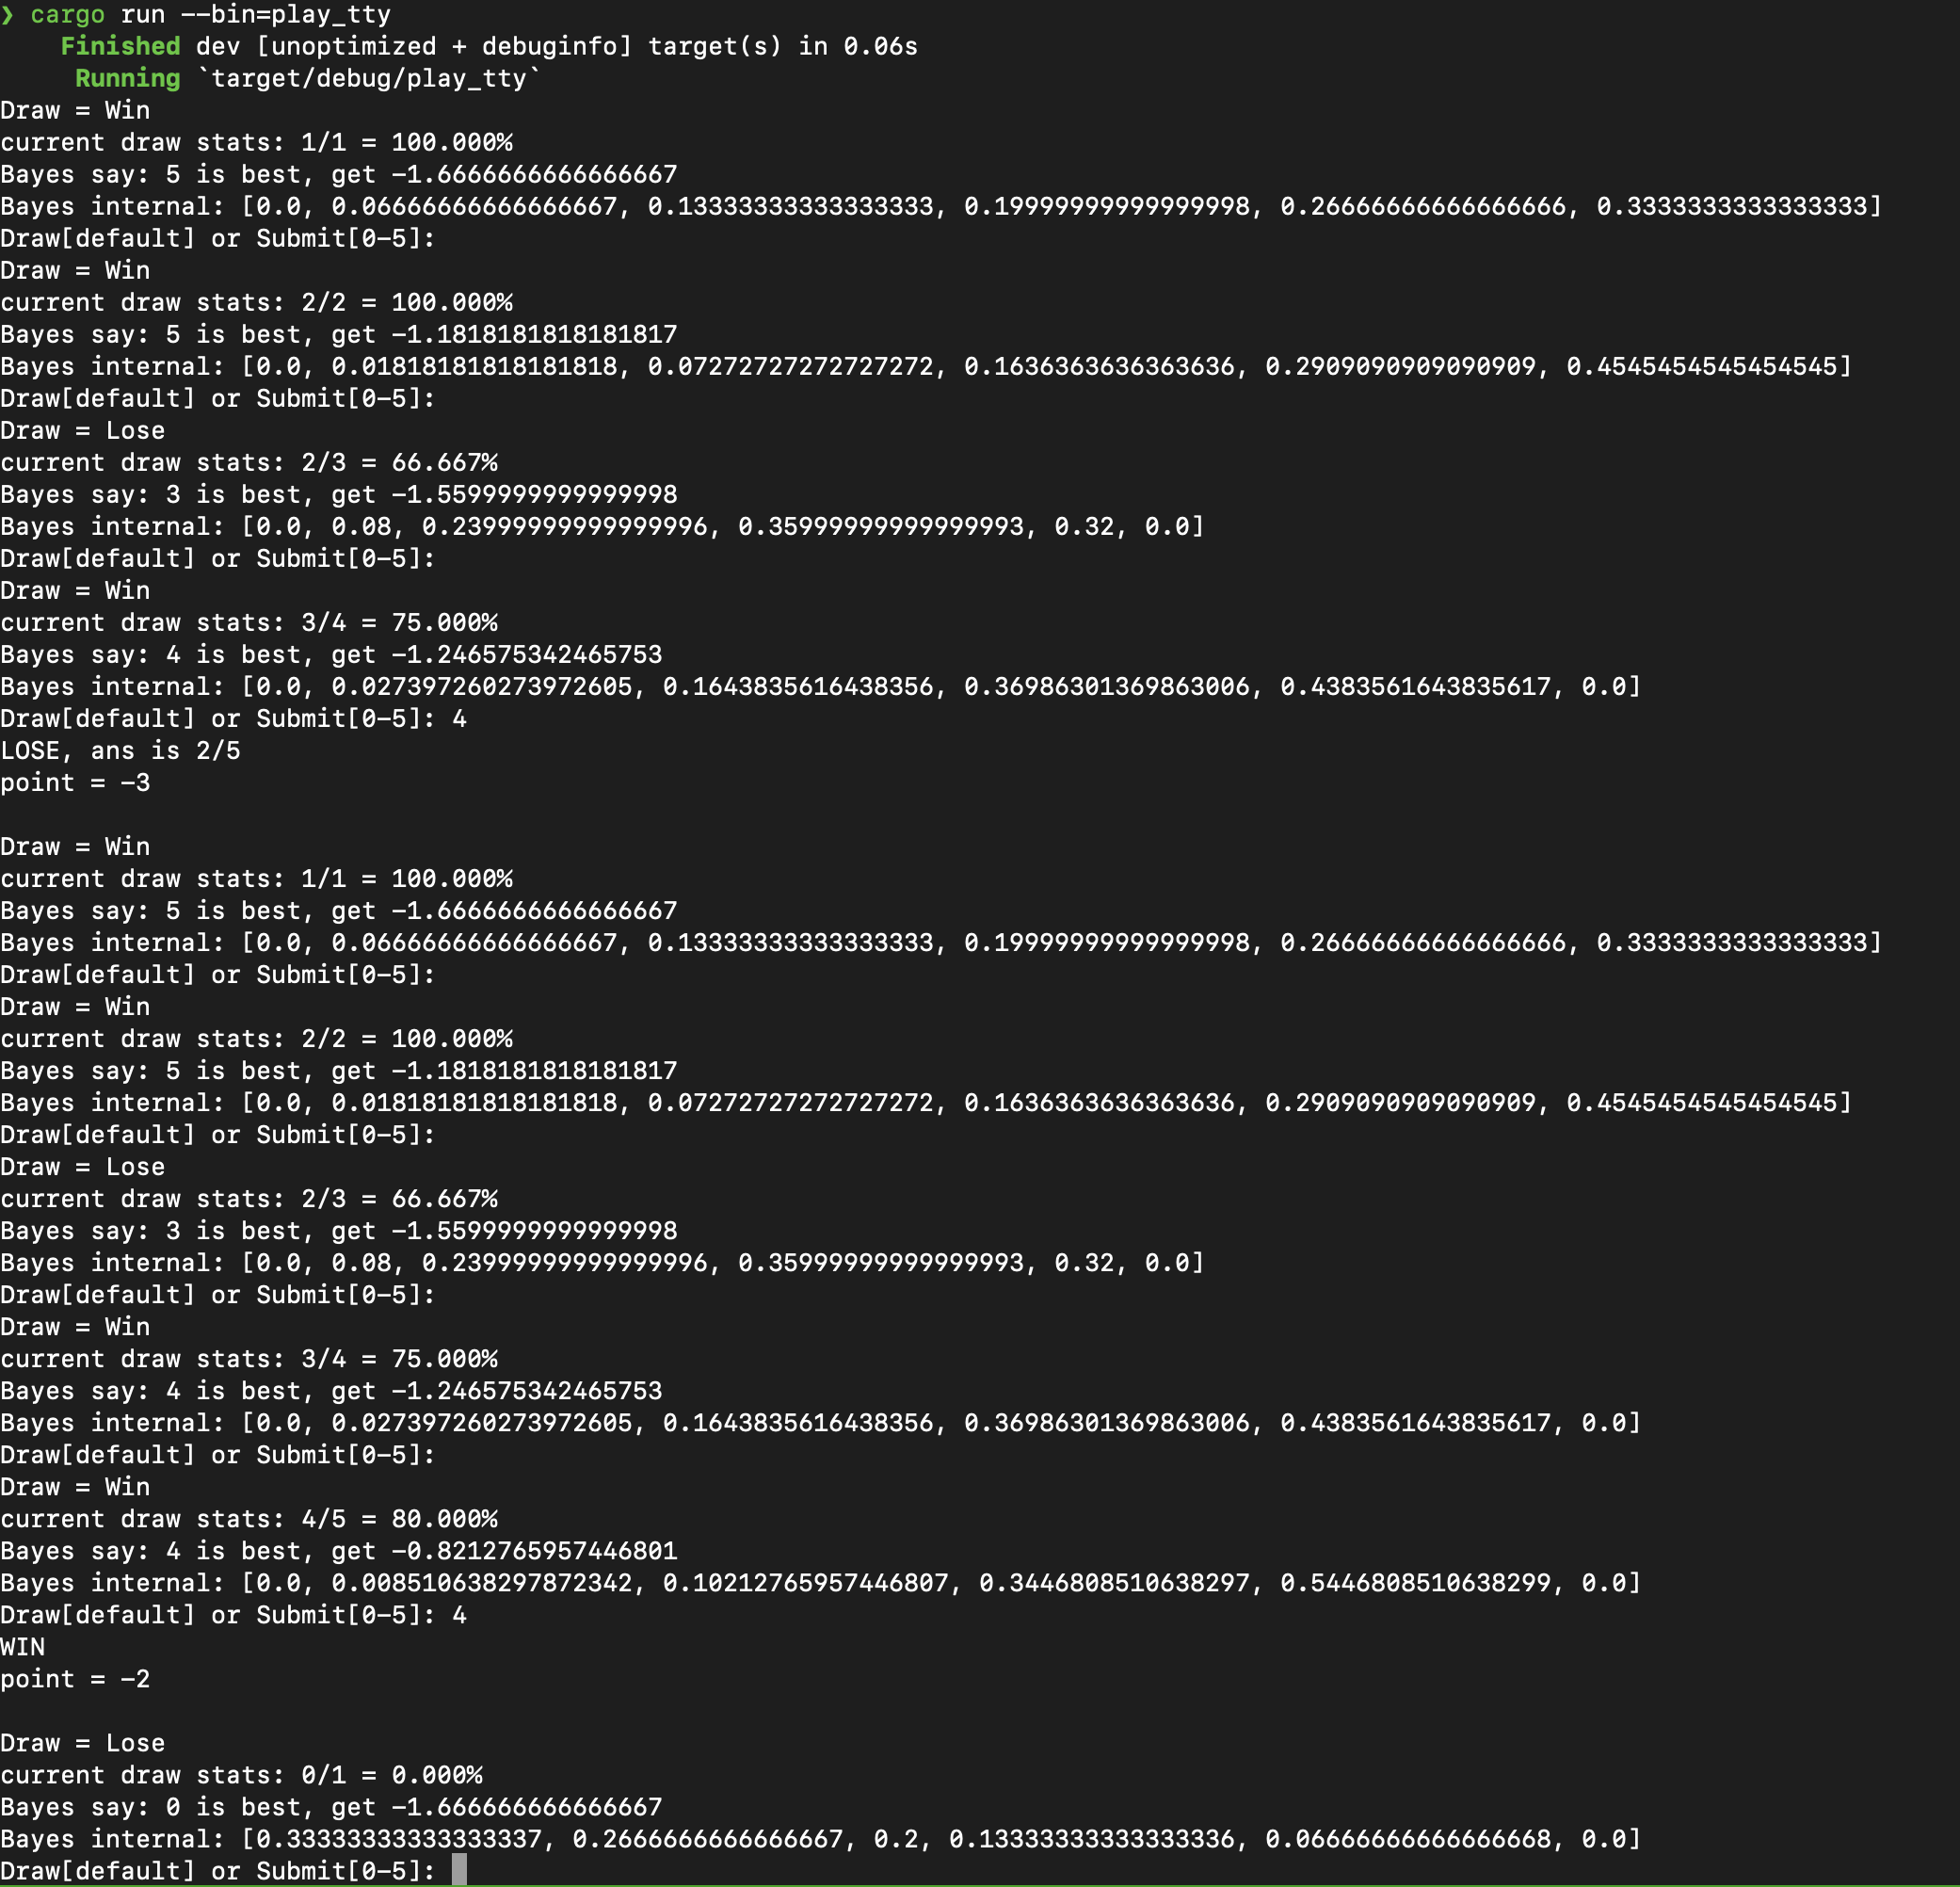 ❯ cargo run --bin=play_tty
    Finished dev [unoptimized + debuginfo] target(s) in 0.06s
     Running `target/debug/play_tty`
Draw = Win
current draw stats: 1/1 = 100.000%
Bayes say: 5 is best, get -1.6666666666666667
Bayes internal: [0.0, 0.06666666666666667, 0.13333333333333333, 0.19999999999999998, 0.26666666666666666, 0.3333333333333333]
Draw[default] or Submit[0-5]:
Draw = Win
current draw stats: 2/2 = 100.000%
Bayes say: 5 is best, get -1.1818181818181817
Bayes internal: [0.0, 0.01818181818181818, 0.07272727272727272, 0.1636363636363636, 0.2909090909090909, 0.4545454545454545]
Draw[default] or Submit[0-5]:
Draw = Lose
current draw stats: 2/3 = 66.667%
Bayes say: 3 is best, get -1.5599999999999998
Bayes internal: [0.0, 0.08, 0.23999999999999996, 0.35999999999999993, 0.32, 0.0]
Draw[default] or Submit[0-5]:
Draw = Win
current draw stats: 3/4 = 75.000%
Bayes say: 4 is best, get -1.246575342465753
Bayes internal: [0.0, 0.027397260273972605, 0.1643835616438356, 0.36986301369863006, 0.4383561643835617, 0.0]
Draw[default] or Submit[0-5]: 4
LOSE, ans is 2/5
point = -3

Draw = Win
current draw stats: 1/1 = 100.000%
Bayes say: 5 is best, get -1.6666666666666667
Bayes internal: [0.0, 0.06666666666666667, 0.13333333333333333, 0.19999999999999998, 0.26666666666666666, 0.3333333333333333]
Draw[default] or Submit[0-5]:
Draw = Win
current draw stats: 2/2 = 100.000%
Bayes say: 5 is best, get -1.1818181818181817
Bayes internal: [0.0, 0.01818181818181818, 0.07272727272727272, 0.1636363636363636, 0.2909090909090909, 0.4545454545454545]
Draw[default] or Submit[0-5]:
Draw = Lose
current draw stats: 2/3 = 66.667%
Bayes say: 3 is best, get -1.5599999999999998
Bayes internal: [0.0, 0.08, 0.23999999999999996, 0.35999999999999993, 0.32, 0.0]
Draw[default] or Submit[0-5]:
Draw = Win
current draw stats: 3/4 = 75.000%
Bayes say: 4 is best, get -1.246575342465753
Bayes internal: [0.0, 0.027397260273972605, 0.1643835616438356, 0.36986301369863006, 0.4383561643835617, 0.0]
Draw[default] or Submit[0-5]:
Draw = Win
current draw stats: 4/5 = 80.000%
Bayes say: 4 is best, get -0.8212765957446801
Bayes internal: [0.0, 0.008510638297872342, 0.10212765957446807, 0.3446808510638297, 0.5446808510638299, 0.0]
Draw[default] or Submit[0-5]: 4
WIN
point = -2

Draw = Lose
current draw stats: 0/1 = 0.000%
Bayes say: 0 is best, get -1.666666666666667
Bayes internal: [0.33333333333333337, 0.2666666666666667, 0.2, 0.13333333333333336, 0.06666666666666668, 0.0]
Draw[default] or Submit[0-5]: